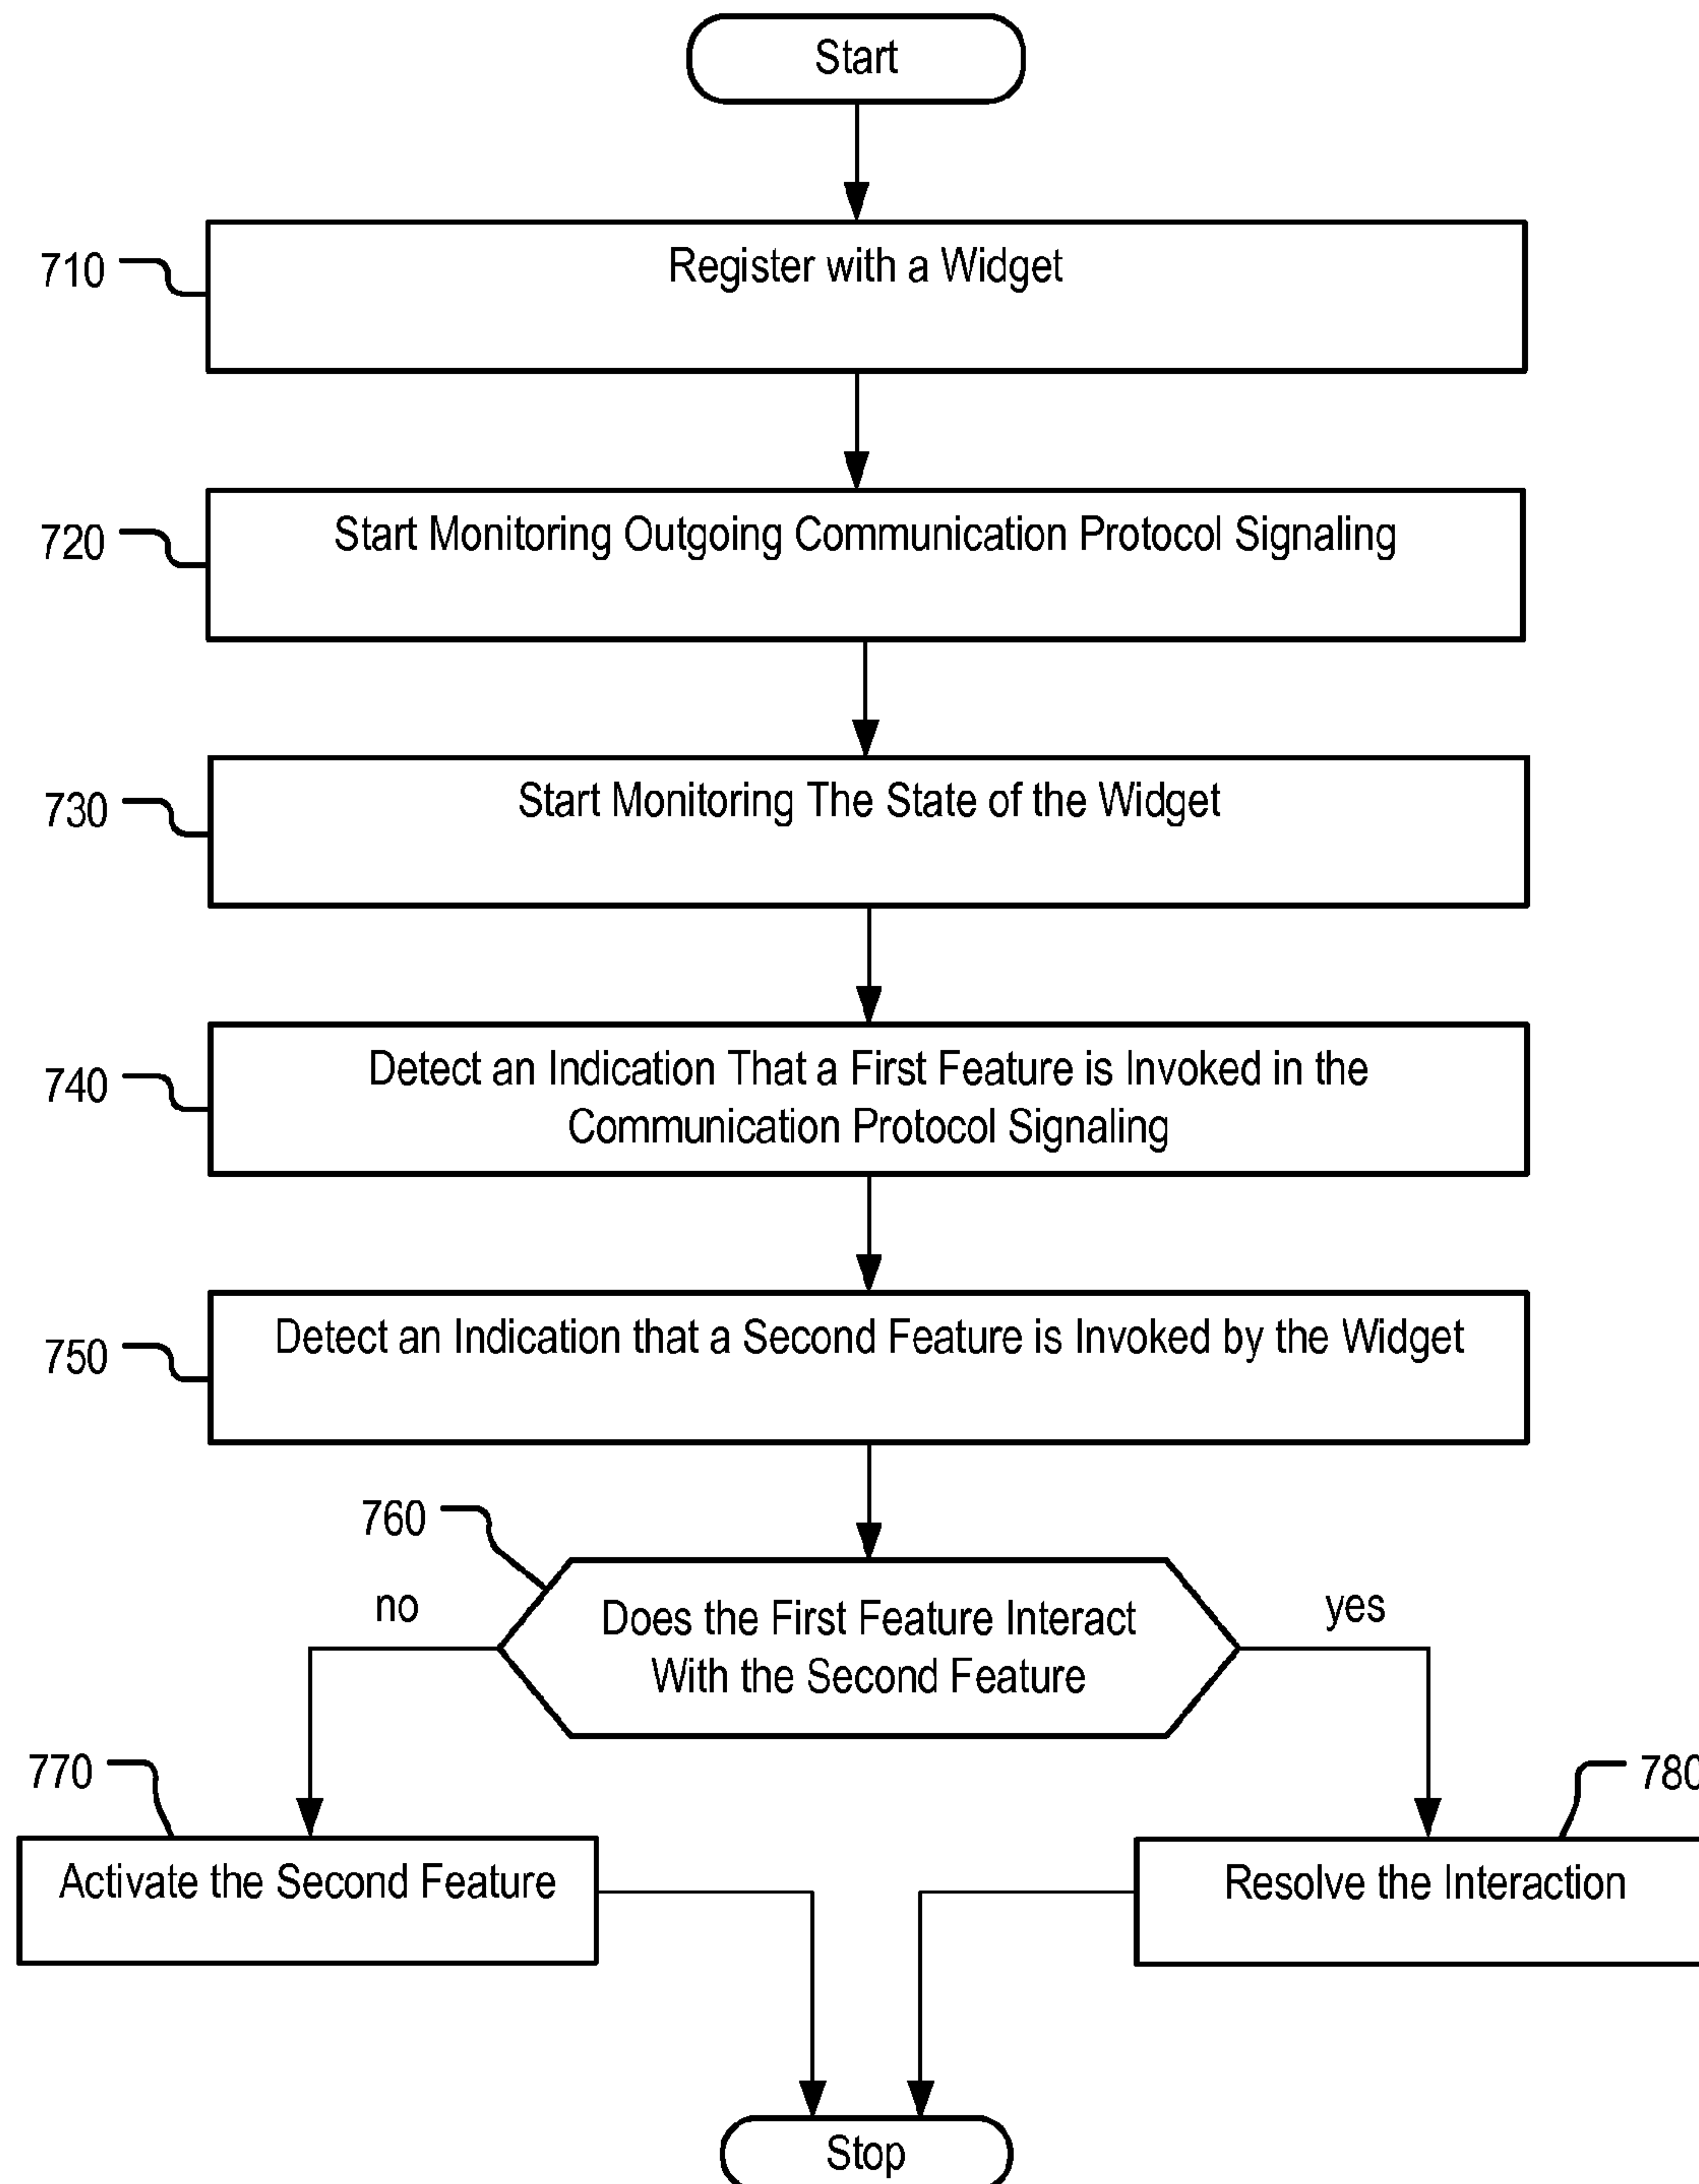 Start
710
Register with a Widget
720
Start Monitoring Outgoing Communication Protocol Signaling
730
Start Monitoring The State of the Widget
740
Detect an Indication That a First Feature is Invoked in the
Communication Protocol Signaling
750
Detect an Indication that a Second Feature is Invoked by the Widget
760
no
Does the First Feature Interact
With the Second Feature
yes
770
Activate the Second Feature
780
Resolve the Interaction
Stop